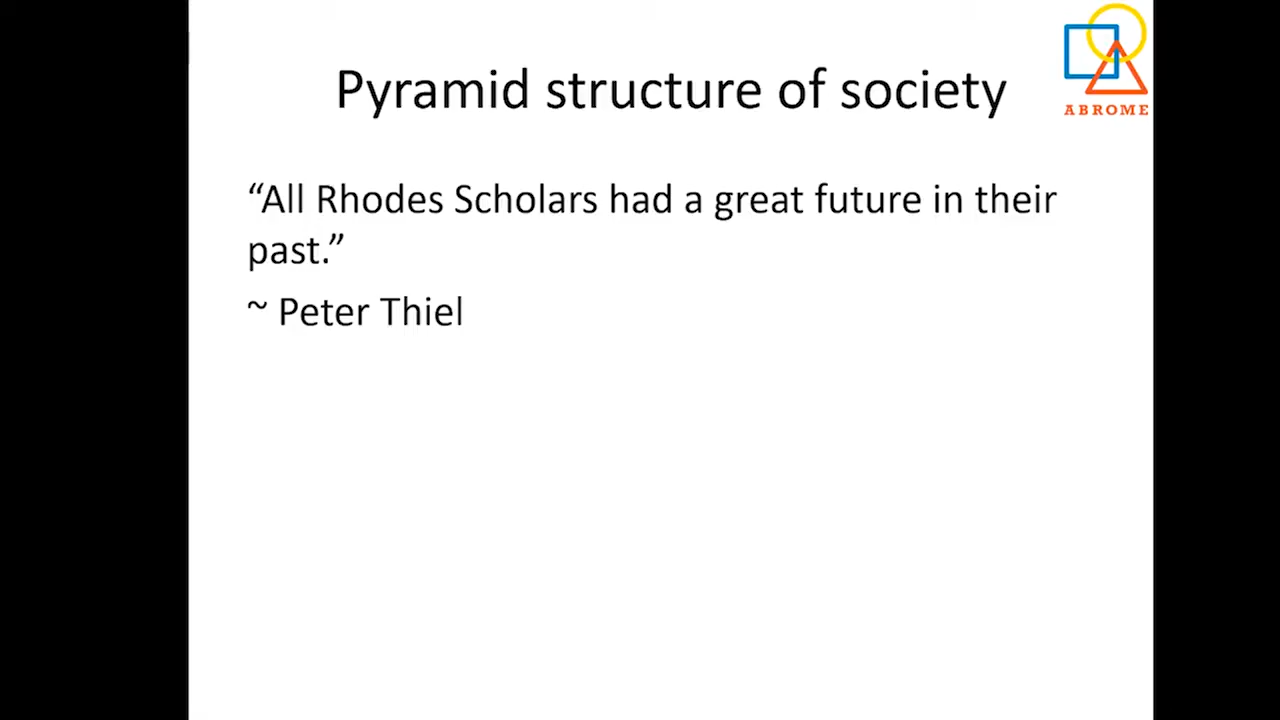 Pyramid structure of society
ABROME
“All Rhodes Scholars had a great future in their
past.”
~ Peter Thiel